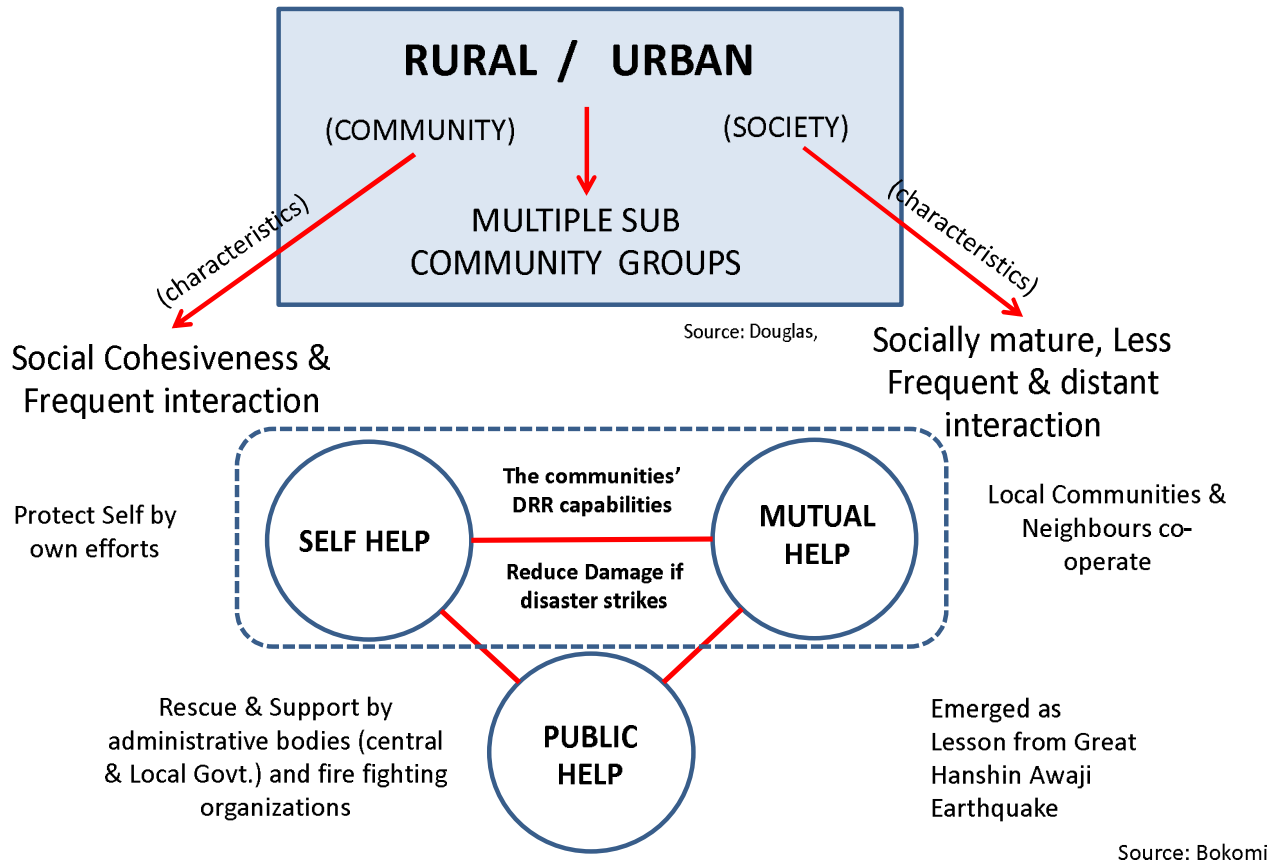 RURAL / URBAN
(COMMUNITY)
(SOCIETY)
MULTIPLE SUB
COMMUNITY GROUPS
(characteristics)
(characteristics)
Source: Douglas,
Social Cohesiveness &
Frequent interaction
Socially mature, Less
Frequent & distant
interaction
Protect Self by
own efforts
SELF HELP
The communities’
DRR capabilities
Reduce Damage if
disaster strikes
MUTUAL
HELP
Local Communities &
Neighbours co-
operate
Rescue & Support by
administrative bodies (central
& Local Govt.) and fire fighting
organizations
PUBLIC
HELP
Emerged as
Lesson from Great
Hanshin Awaji
Earthquake
Source: Bokomi